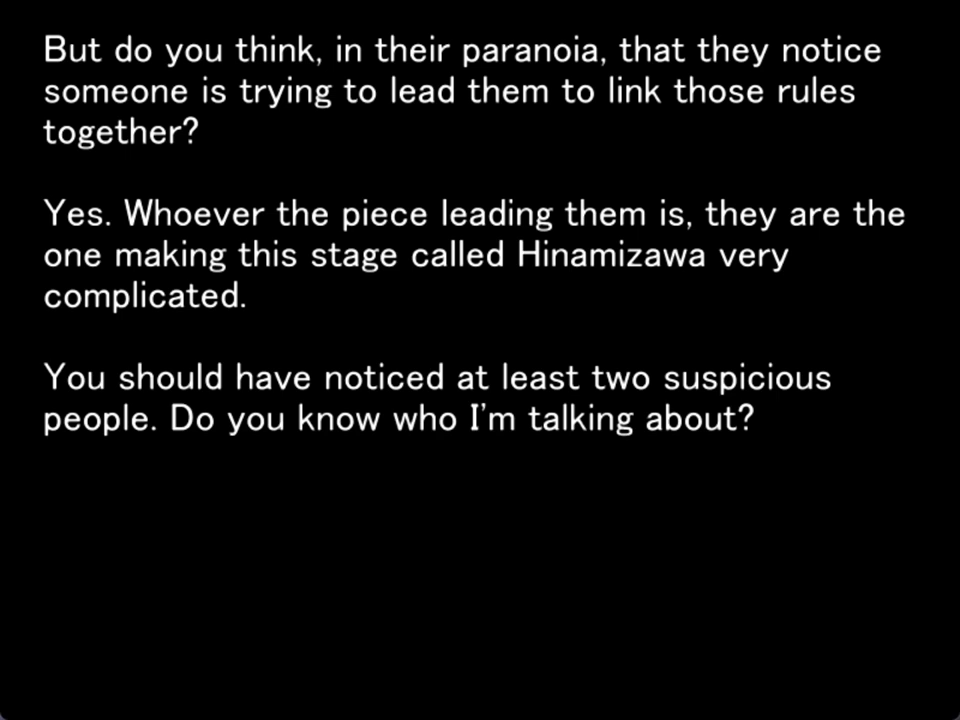 But do you think, in their paranoia, that they notice
someone is trying to lead them to link those rules
together?
Yes. Whoever the piece leading them is, they are the
one making this stage called Hinamizawa very
complicated.
You should have noticed at least two suspicious
people. Do you know who I'm talking about?